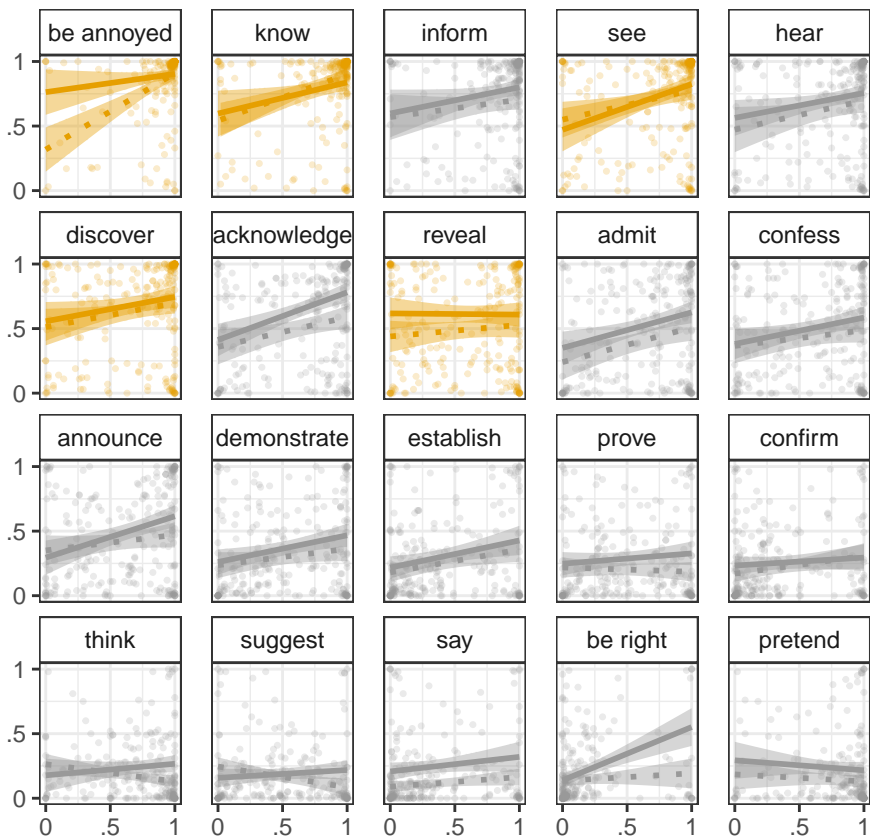 be annoyed know inform see hear
1
.5
0
discover acknowledge reveal admit confess
1
.5
0
announce demonstrate establish prove confirm
1
.5
0
think suggest say be right pretend
1
.5
0
0 .5 1 0 .5 1 0 .5 1 0 .5 1 0 .5 1